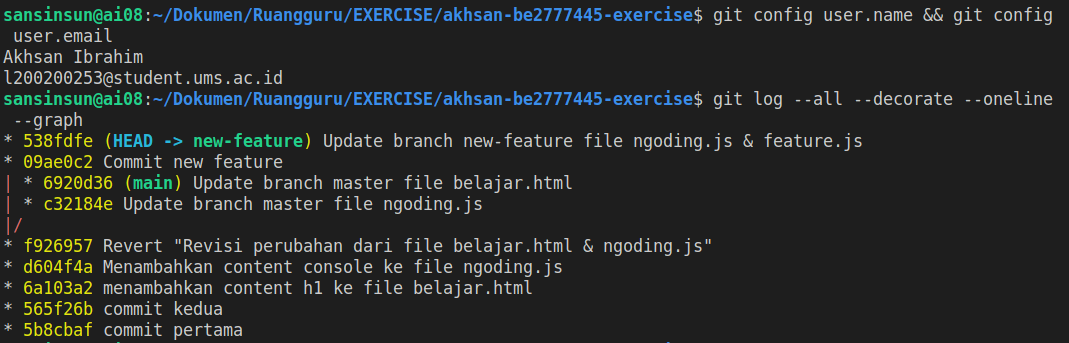 sansinsun@ai08:~/Dokumen/Ruangguru/EXERCISE/akhsan-be2777445-exercise$ git config user.name && git config
user.email
Akhsan Ibrahim
l200200253@student.ums.ac.id
sansinsun@ai08:~/Dokumen/Ruangguru/EXERCISE/akhsan-be2777445-exercise$ git log --all --decorate --oneline
--graph
* 538fdfe (HEAD -> new-feature) Update branch new-feature file ngoding.js & feature.js
* 09ae0c2 Commit new feature
| * 6920d36 (main) Update branch master file belajar.html
| * c32184e Update branch master file ngoding.js
|/
* f926957 Revert "Revisi perubahan dari file belajar.html & ngoding.js"
* d604f4a Menambahkan content console ke file ngoding.js
* 6a103a2 menambahkan content h1 ke file belajar.html
* 565f26b commit kedua
* 5b8cbaf commit pertama